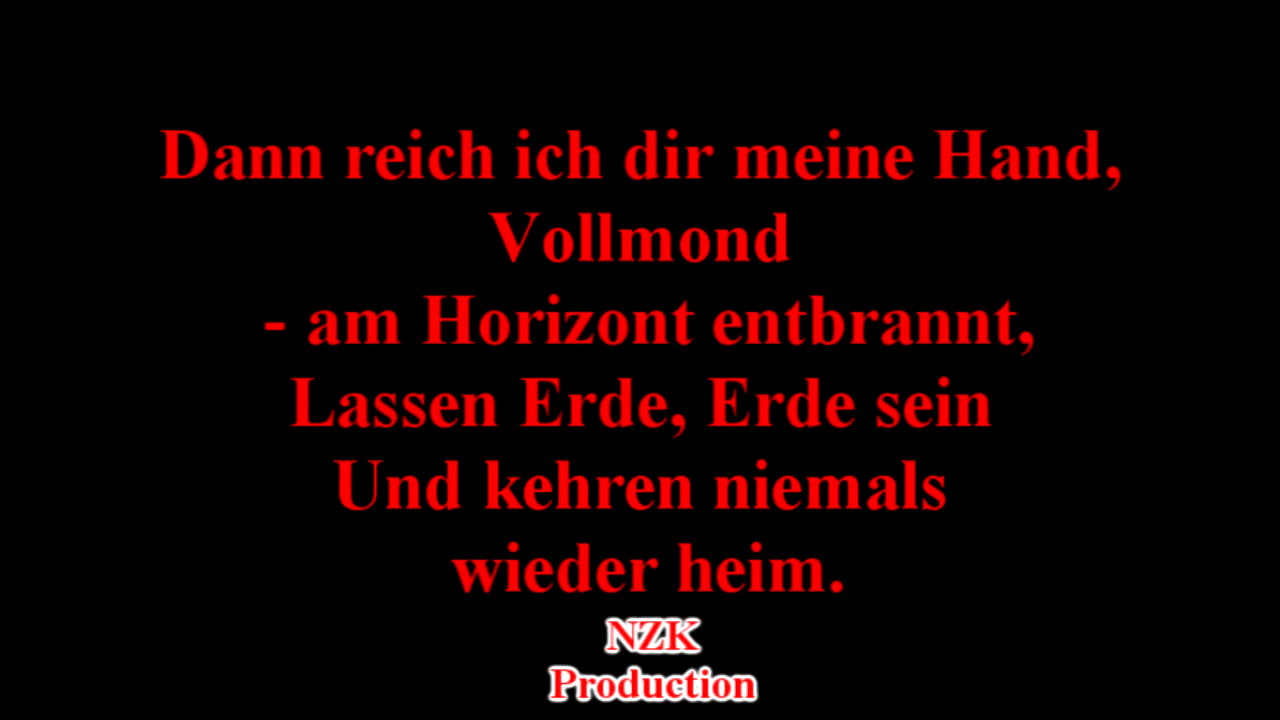 Dann reich ich dir meine Hand,
Vollmond
- am Horizont entbrannt,
Lassen Erde, Erde sein
Und kehren niemals
wieder heim.
NZK
Production